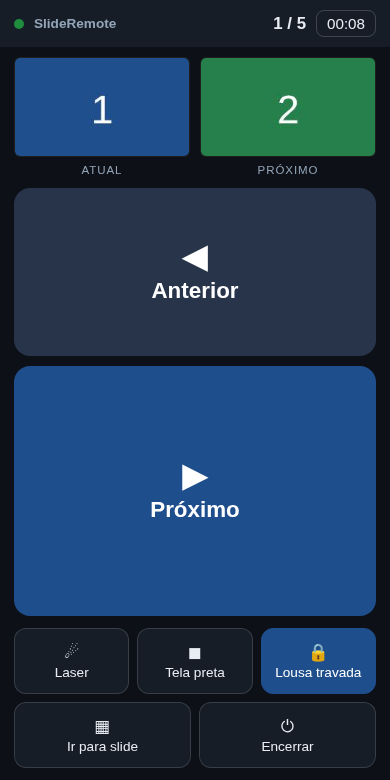 SlideRemote
1 / 5
00:08
1
2
ATUAL
PRÓXIMO
Anterior
Próximo
Laser
Tela preta
Lousa travada
Ir para slide
Encerrar